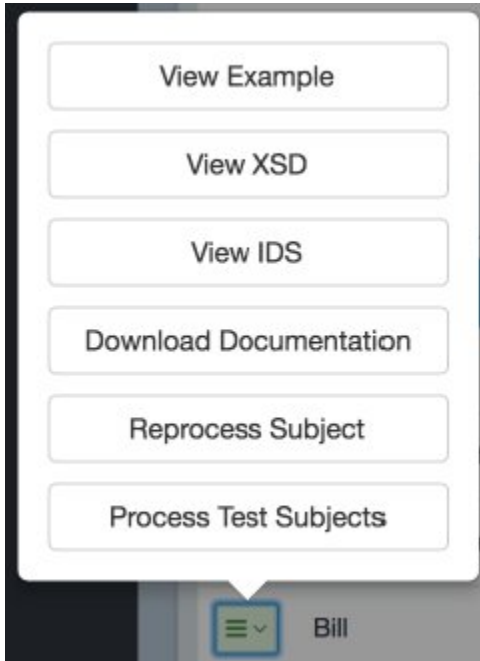 View Example
View XSD
View IDS
Download Documentation
Reprocess Subject
Process Test Subjects
Bill